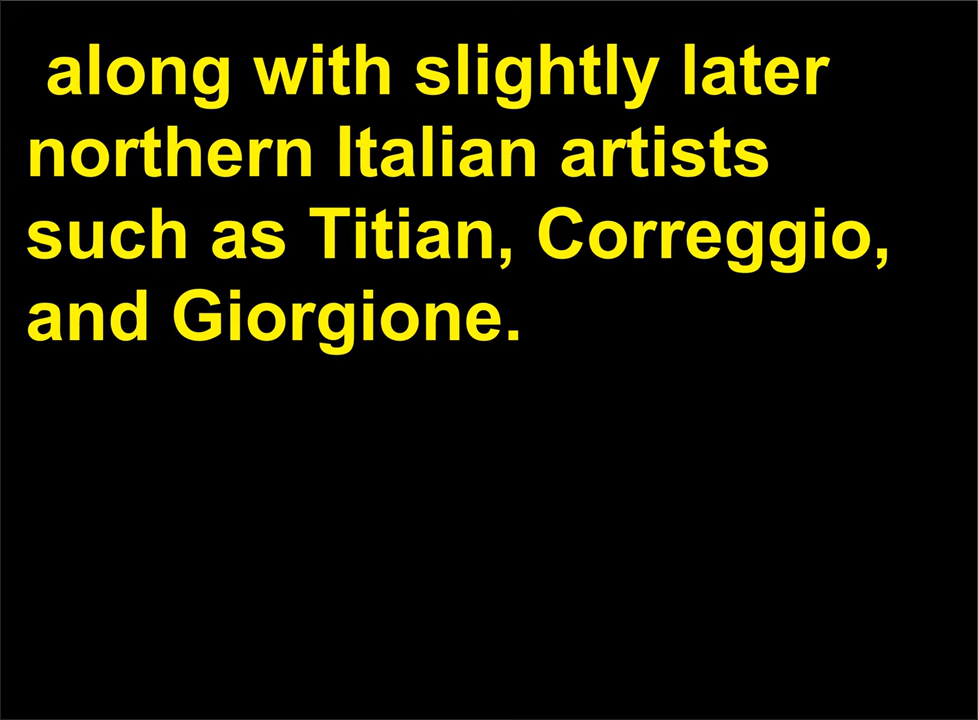 along with slightly later
northern Italian artists
such as Titian, Correggio,
and Giorgione.